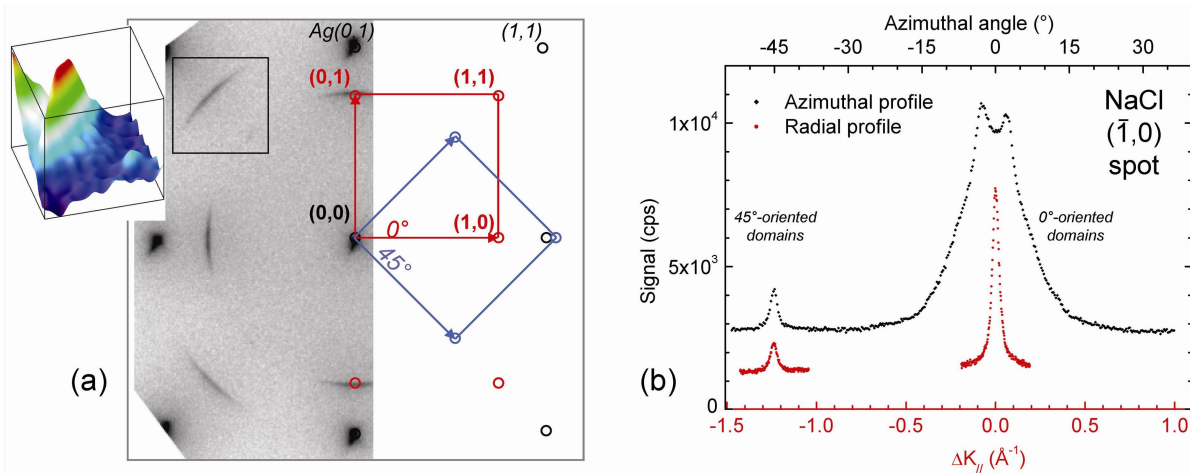 Ag(0,1)
(1,1)
(0,1)
(1,1)
(0,0)
(1,0)
0°
45°
(a)
Azimuthal angle (°)
-45
-30
-15
0
15
30
1x10⁴
5x10³
0
Signal (cps)
Azimuthal profile
Radial profile
NaCl
(1̄,0)
spot
45°-oriented
domains
0°-oriented
domains
(b)
-1.5
-1.0
-0.5
0.0
0.5
1.0
ΔK// (Å⁻¹)